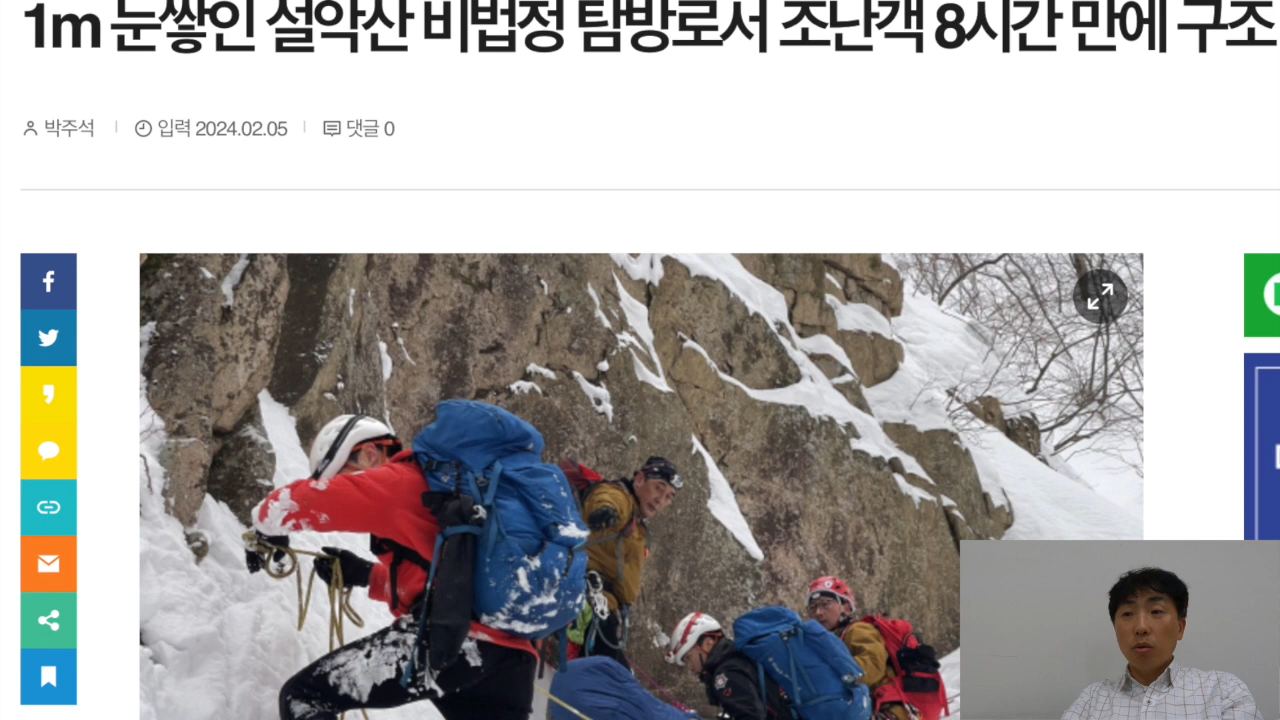 1m 눈쌓인 설악산 비법정 탐방로서 조난객 8시간 만에 구조
박주석 입력 2024.02.05 댓글 0